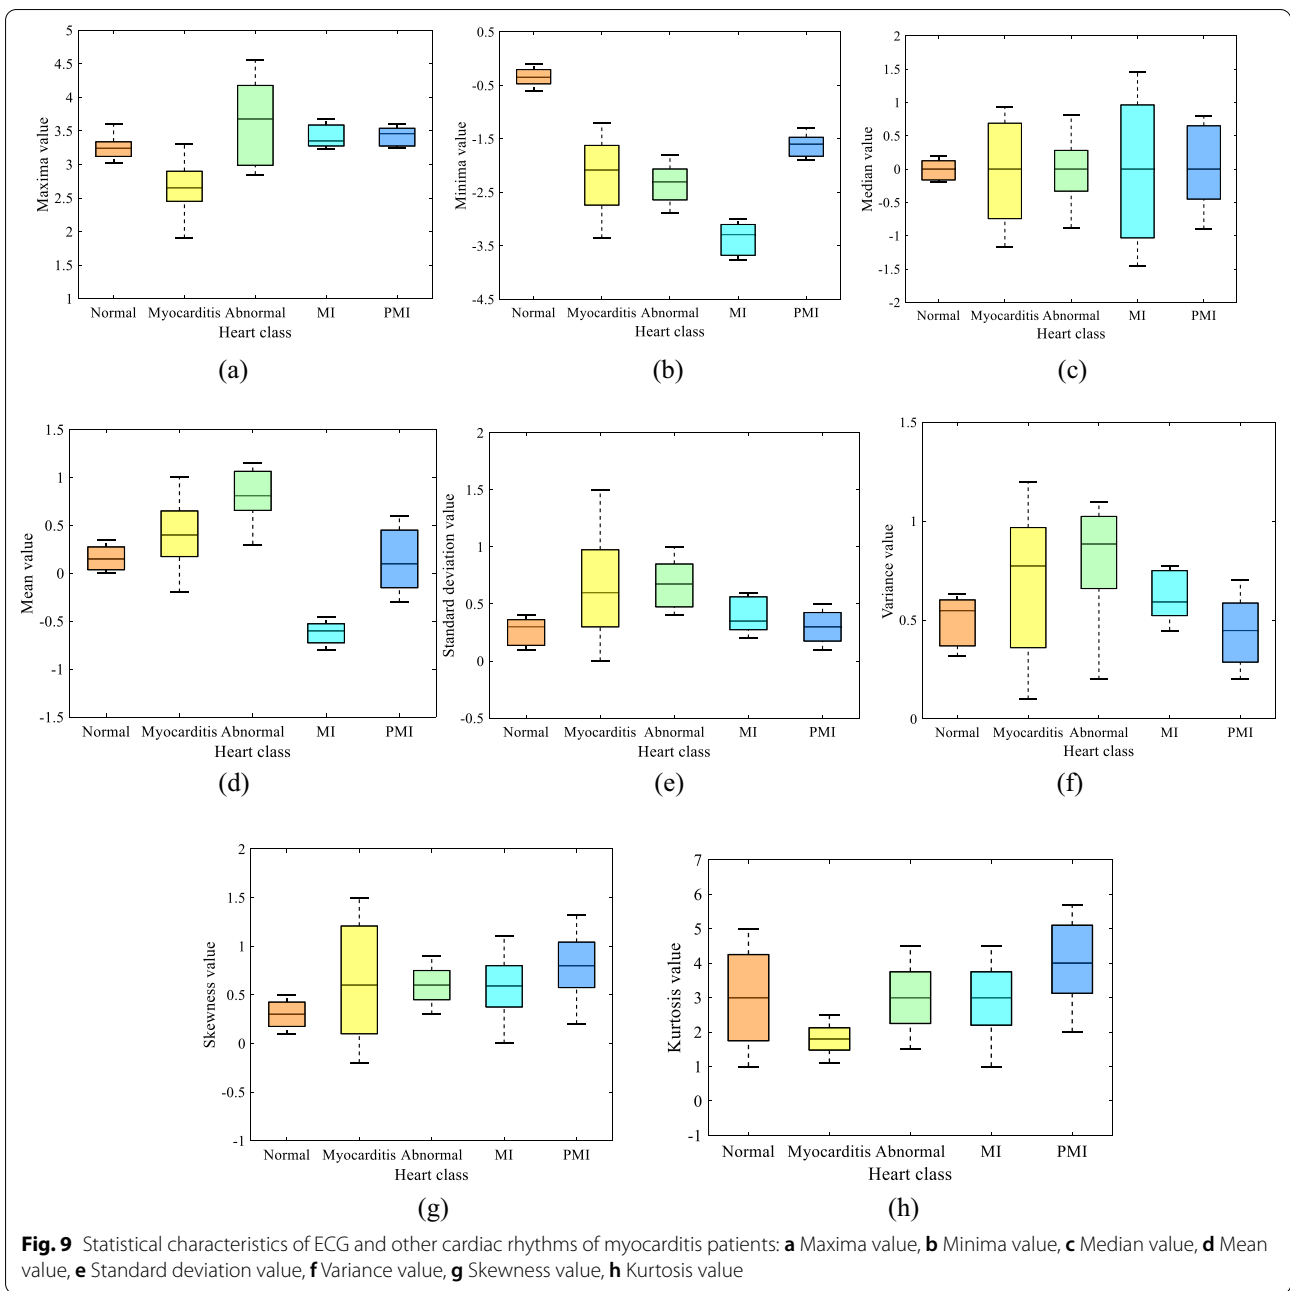 5
4.5
4
3.5
3
2.5
2
1.5
1
Maxima value
Normal Myocarditis Abnormal MI PMI
Heart class
(a)
0.5
-0.5
-1.5
-2.5
-3.5
-4.5
Minima value
Normal Myocarditis Abnormal MI PMI
Heart class
(b)
2
1.5
1
0.5
0
-0.5
-1
-1.5
-2
Median value
Normal Myocarditis Abnormal MI PMI
Heart class
(c)
1.5
1
0.5
0
-0.5
-1
-1.5
Mean value
Normal Myocarditis Abnormal MI PMI
Heart class
(d)
2
1.5
1
0.5
0
-0.5
Standard deviation value
Normal Myocarditis Abnormal MI PMI
Heart class
(e)
1.5
1
0.5
0
Variance value
Normal Myocarditis Abnormal MI PMI
Heart class
(f)
2
1.5
1
0.5
0
-0.5
-1
Skewness value
Normal Myocarditis Abnormal MI PMI
Heart class
(g)
7
6
5
4
3
2
1
0
-1
Kurtosis value
Normal Myocarditis Abnormal MI PMI
Heart class
(h)
Fig. 9 Statistical characteristics of ECG and other cardiac rhythms of myocarditis patients: a Maxima value, b Minima value, c Median value, d Mean
value, e Standard deviation value, f Variance value, g Skewness value, h Kurtosis value